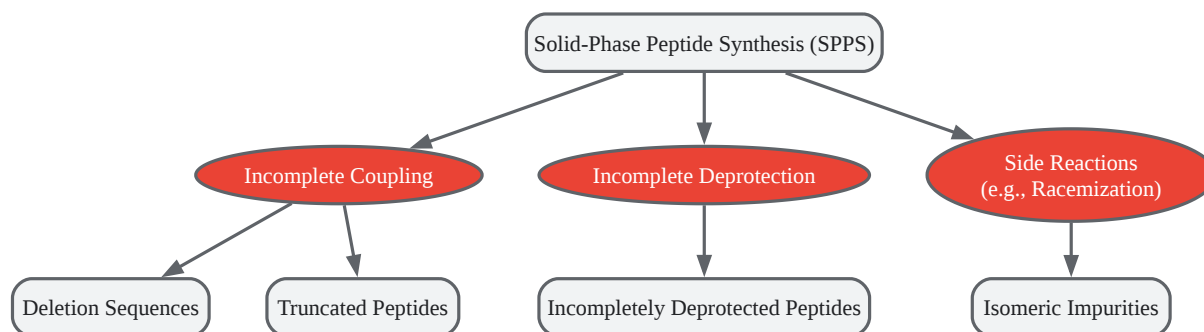 Solid-Phase Peptide Synthesis (SPPS)
Incomplete Coupling
Incomplete Deprotection
Side Reactions
(e.g., Racemization)
Deletion Sequences
Truncated Peptides
Incompletely Deprotected Peptides
Isomeric Impurities